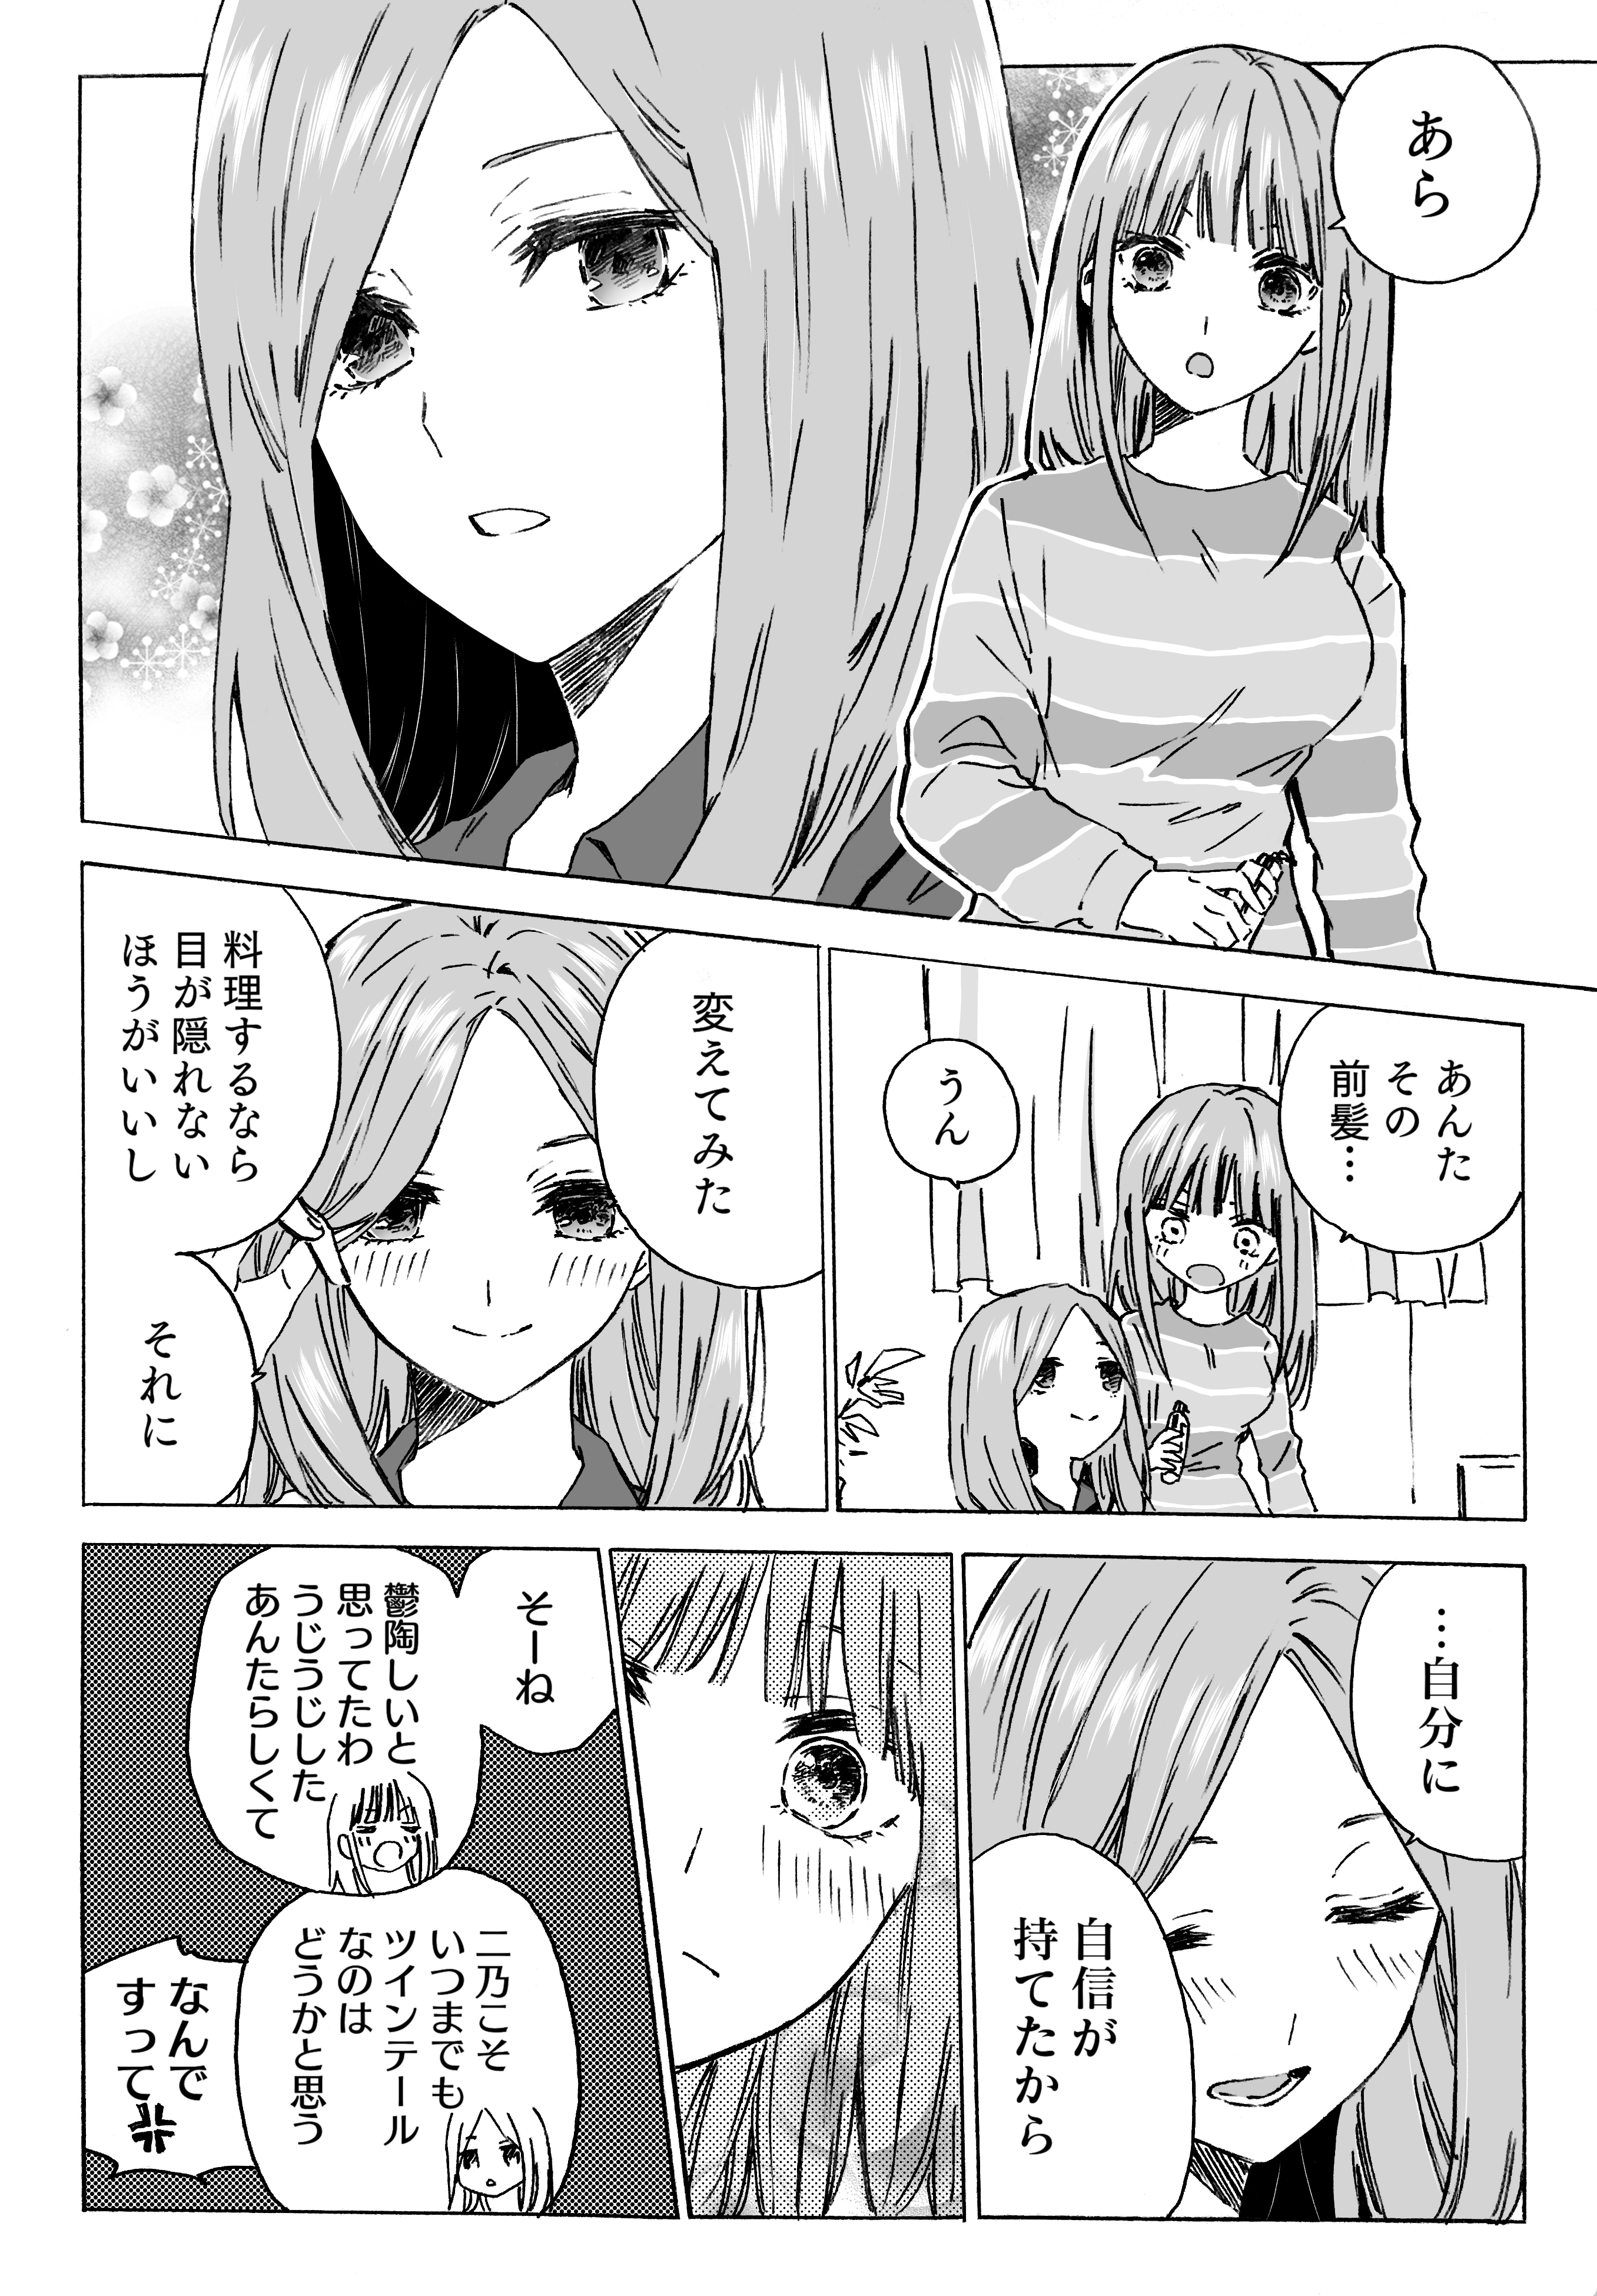 あら
あんた
その
前髪…
うん
変えてみた
料理するなら
目が隠れない
ほうがいいし
それに
…自分に
自信が
持てたから
そーね
鬱陶しいと
思ってたわ
うじうじした
あんたらしくて
二乃こそ
いつまでも
ツインテール
なのは
どうかと思う
なんで
すって